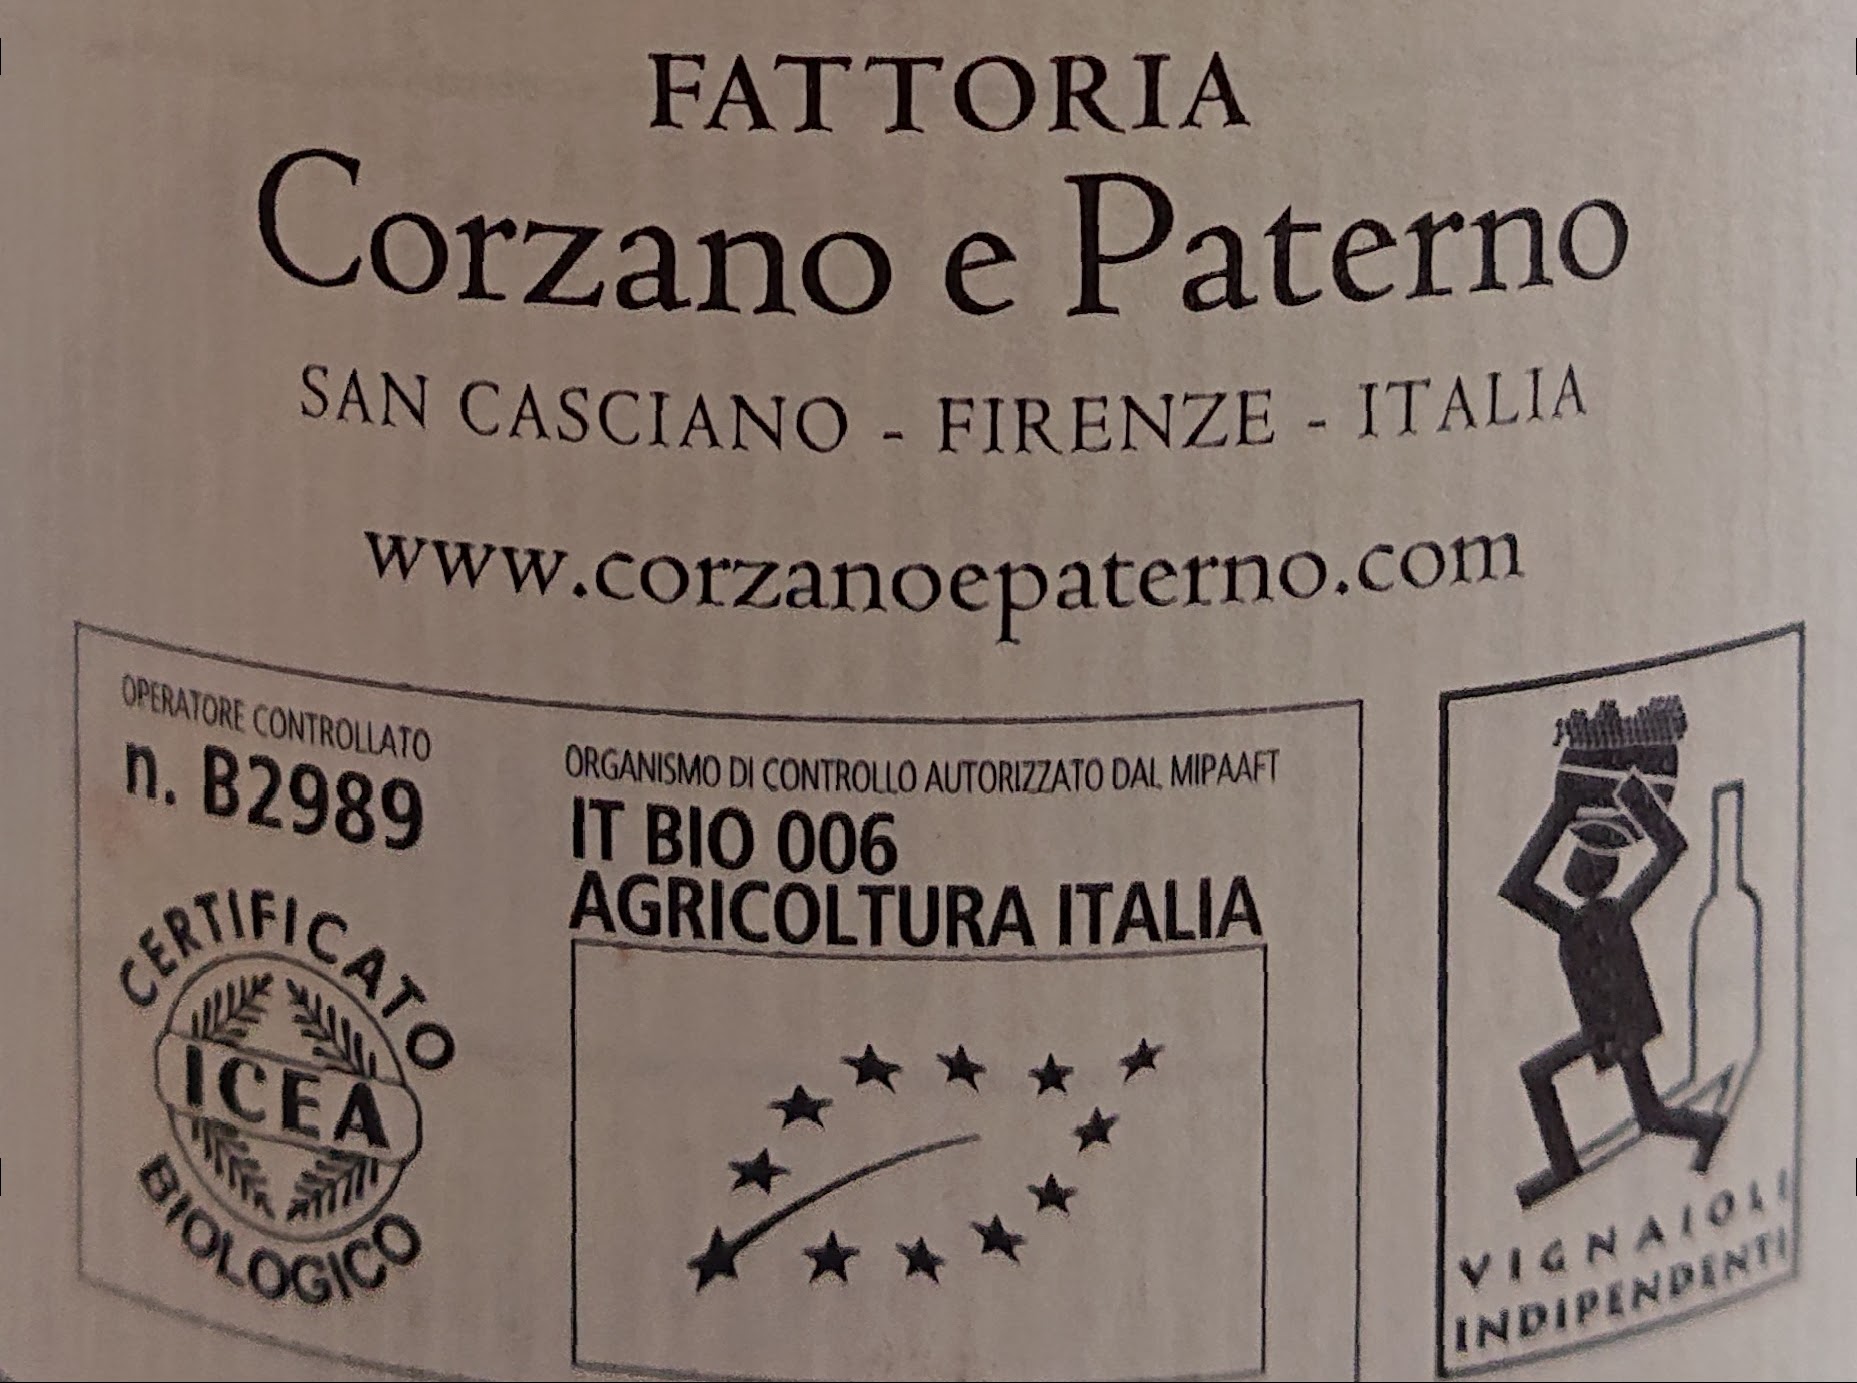 FATTORIA
Corzano e Paterno
SAN CASCIANO - FIRENZE - ITALIA
www.corzanoepaterno.com
OPERATORE CONTROLLATO
n. B2989
CERTIFICATO
ICEA
BIOLOGICO
ORGANISMO DI CONTROLLO AUTORIZZATO DAL MIPAAFT
IT BIO 006
AGRICOLTURA ITALIA
VIGNAIOLI
INDIPENDENTI